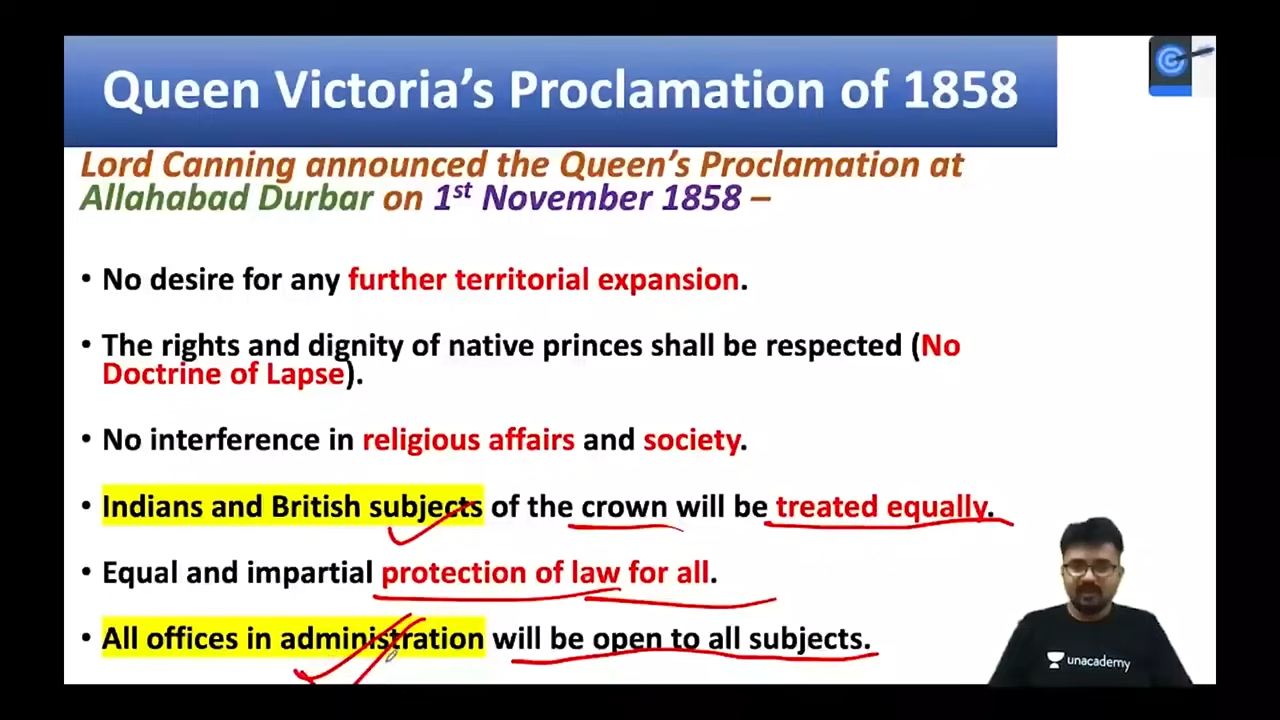 Queen Victoria's Proclamation of 1858
Lord Canning announced the Queen's Proclamation at
Allahabad Durbar on 1st November 1858 –
• No desire for any further territorial expansion.
• The rights and dignity of native princes shall be respected (No
Doctrine of Lapse).
• No interference in religious affairs and society.
• Indians and British subjects of the crown will be treated equally.
• Equal and impartial protection of law for all.
• All offices in administration will be open to all subjects.
unacademy